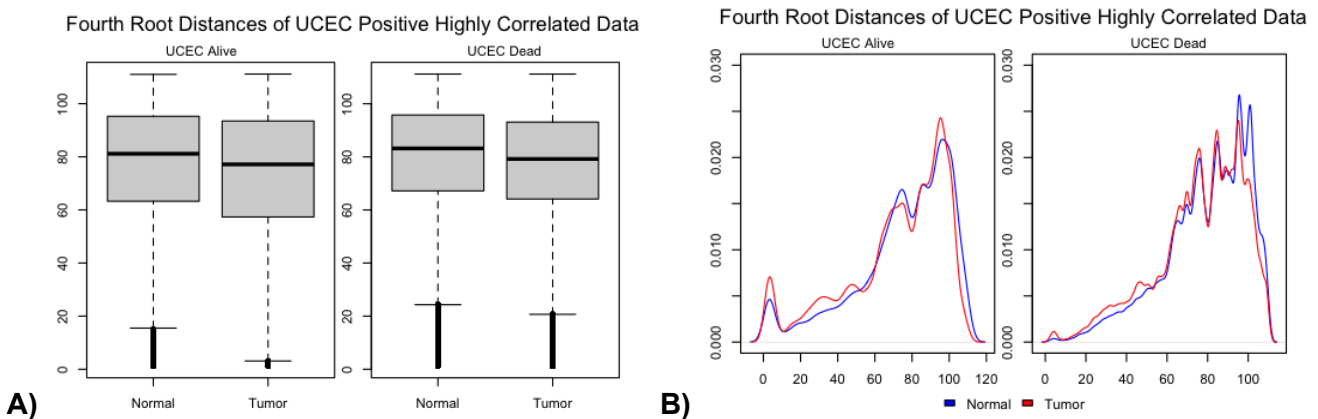 Fourth Root Distances of UCEC Positive Highly Correlated Data
UCEC Alive
UCEC Dead
0 20 40 60 80 100
0 20 40 60 80 100
Normal Tumor
Normal Tumor
A)
Fourth Root Distances of UCEC Positive Highly Correlated Data
UCEC Alive
UCEC Dead
0.000 0.010 0.020 0.030
0.000 0.010 0.020 0.030
0 20 40 60 80 100 120
0 20 40 60 80 100
Normal Tumor
B)